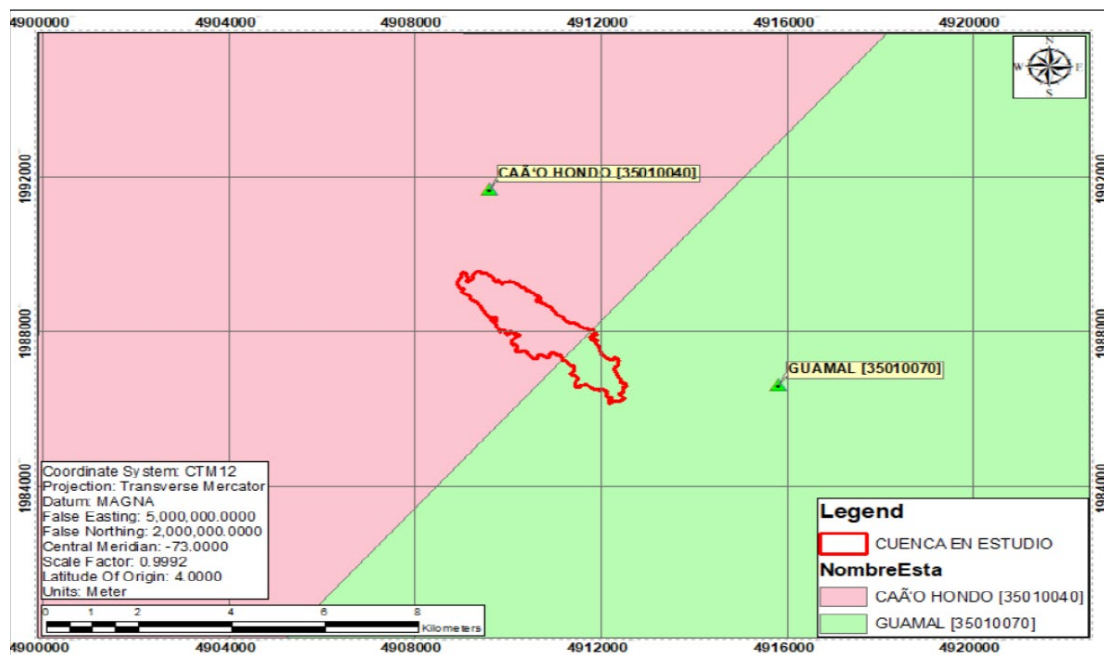 4900000 4904000 4908000 4912000 4916000 4920000
N
W E
S
1992000 1992000
CAÃ‘O HONDO [35010040]
1988000 1988000
GUAMAL [35010070]
1984000 1984000
Coordinate System: CTM12
Projection: Transverse Mercator
Datum: MAGNA
False Easting: 5,000,000.0000
False Northing: 2,000,000.0000
Central Meridian: -73.0000
Scale Factor: 0.9992
Latitude Of Origin: 4.0000
Units: Meter
0 1 2 4 6 8
Kilometers
Legend
CUENCA EN ESTUDIO
NombreEsta
CAÃ‘O HONDO [35010040]
GUAMAL [35010070]
4900000 4904000 4908000 4912000 4916000 4920000